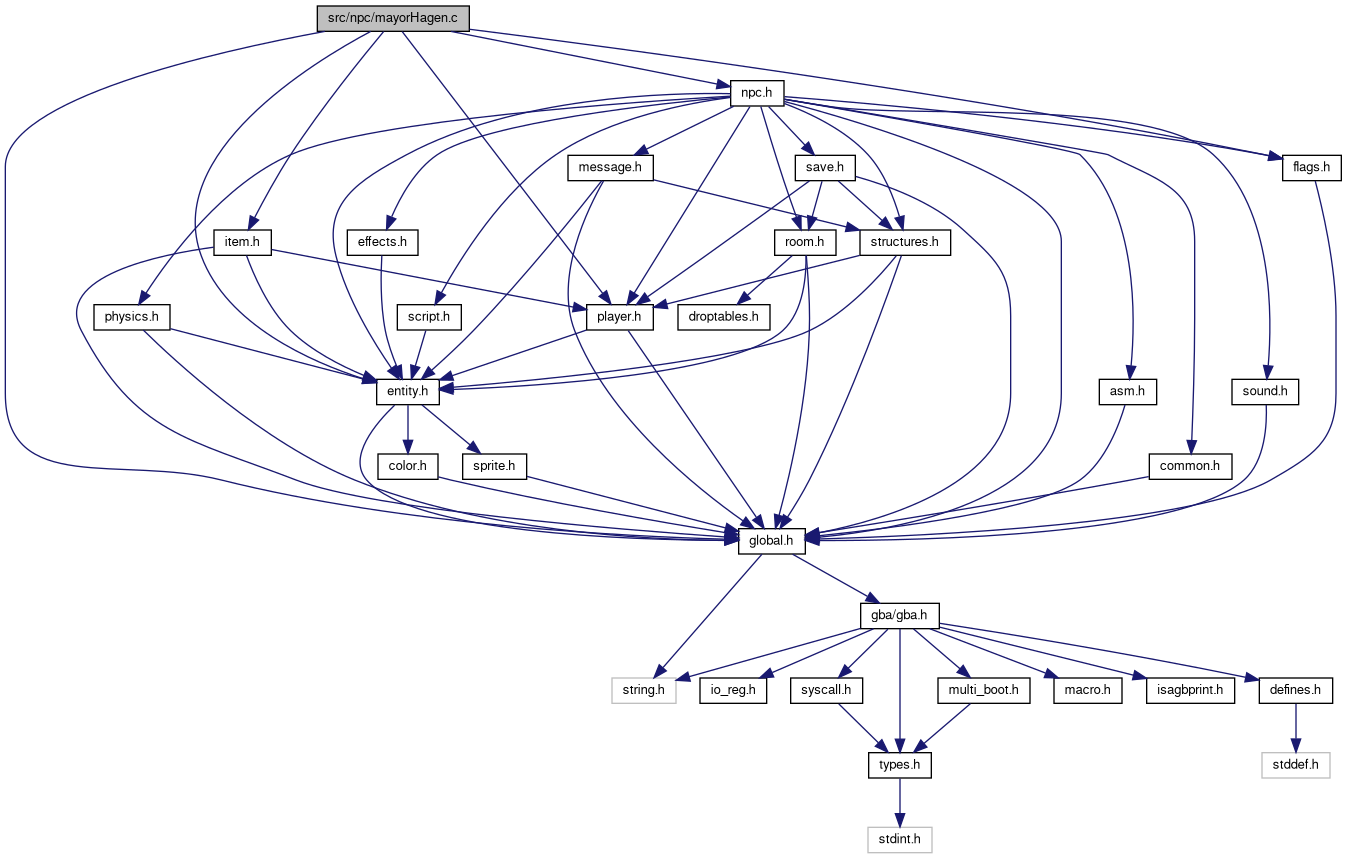 src/npc/mayorHagen.c
npc.h
message.h
save.h
flags.h
item.h
effects.h
room.h
structures.h
physics.h
script.h
player.h
droptables.h
entity.h
asm.h
sound.h
color.h
sprite.h
common.h
global.h
gba/gba.h
string.h
io_reg.h
syscall.h
multi_boot.h
macro.h
isagbprint.h
defines.h
types.h
stddef.h
stdint.h